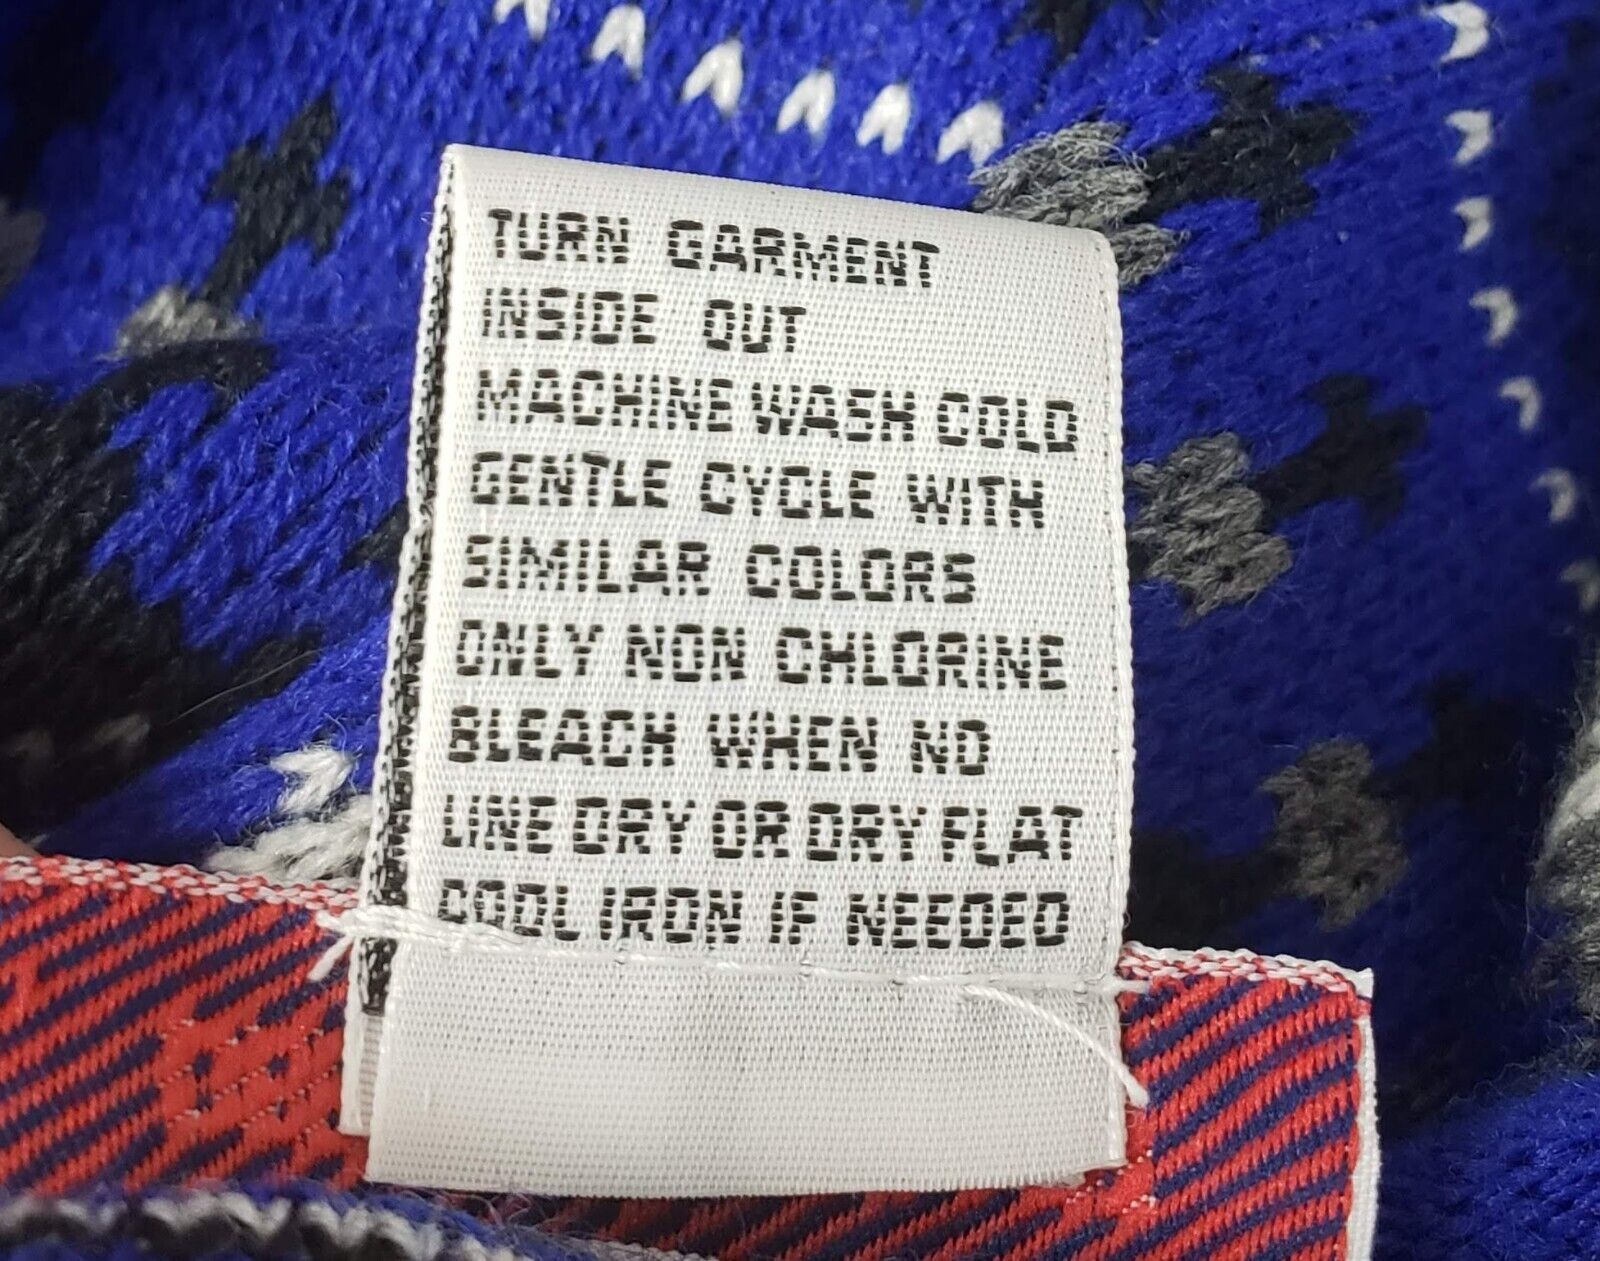 TURN GARMENT
INSIDE OUT
MACHINE WASH COLD
GENTLE CYCLE WITH
SIMILAR COLORS
ONLY NON CHLORINE
BLEACH WHEN NO
LINE DRY OR DRY FLAT
COOL IRON IF NEEDED